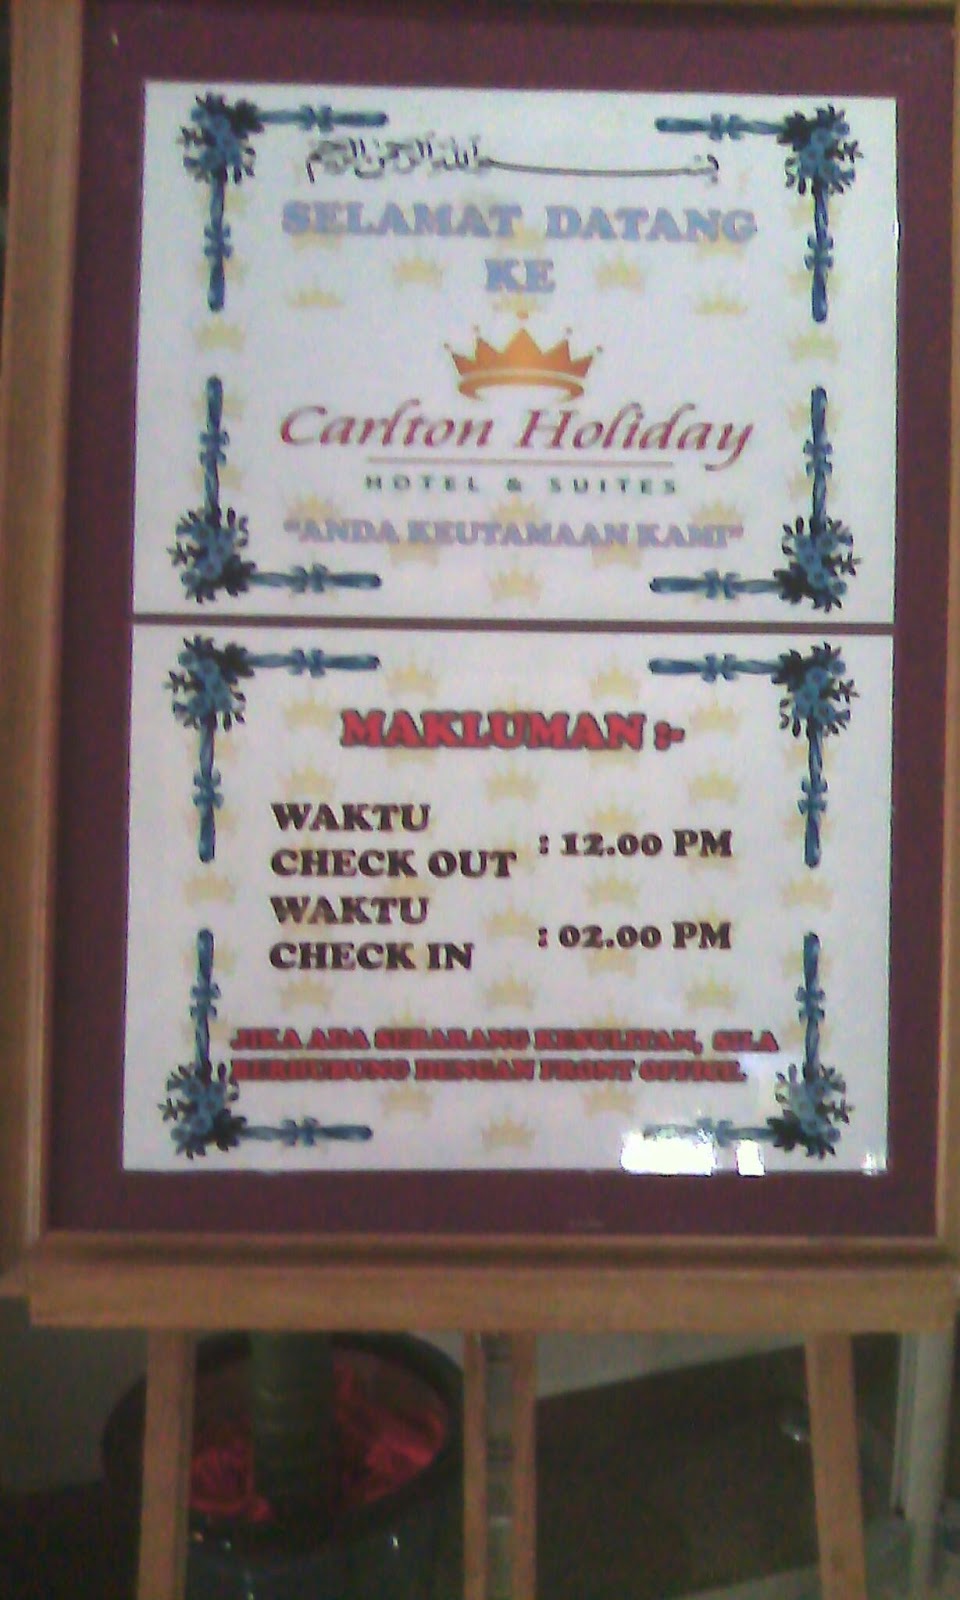 بسم الله الرحمن الرحيم
SELAMAT DATANG
KE
Carlton Holiday
HOTEL & SUITES
"ANDA KEUTAMAAN KAMI"
MAKLUMAN :-
WAKTU
CHECK OUT : 12.00 PM
WAKTU
CHECK IN : 02.00 PM
JIKA ADA SEBARANG KESULITAN, SILA
BERHUBUNG DENGAN FRONT OFFICE.